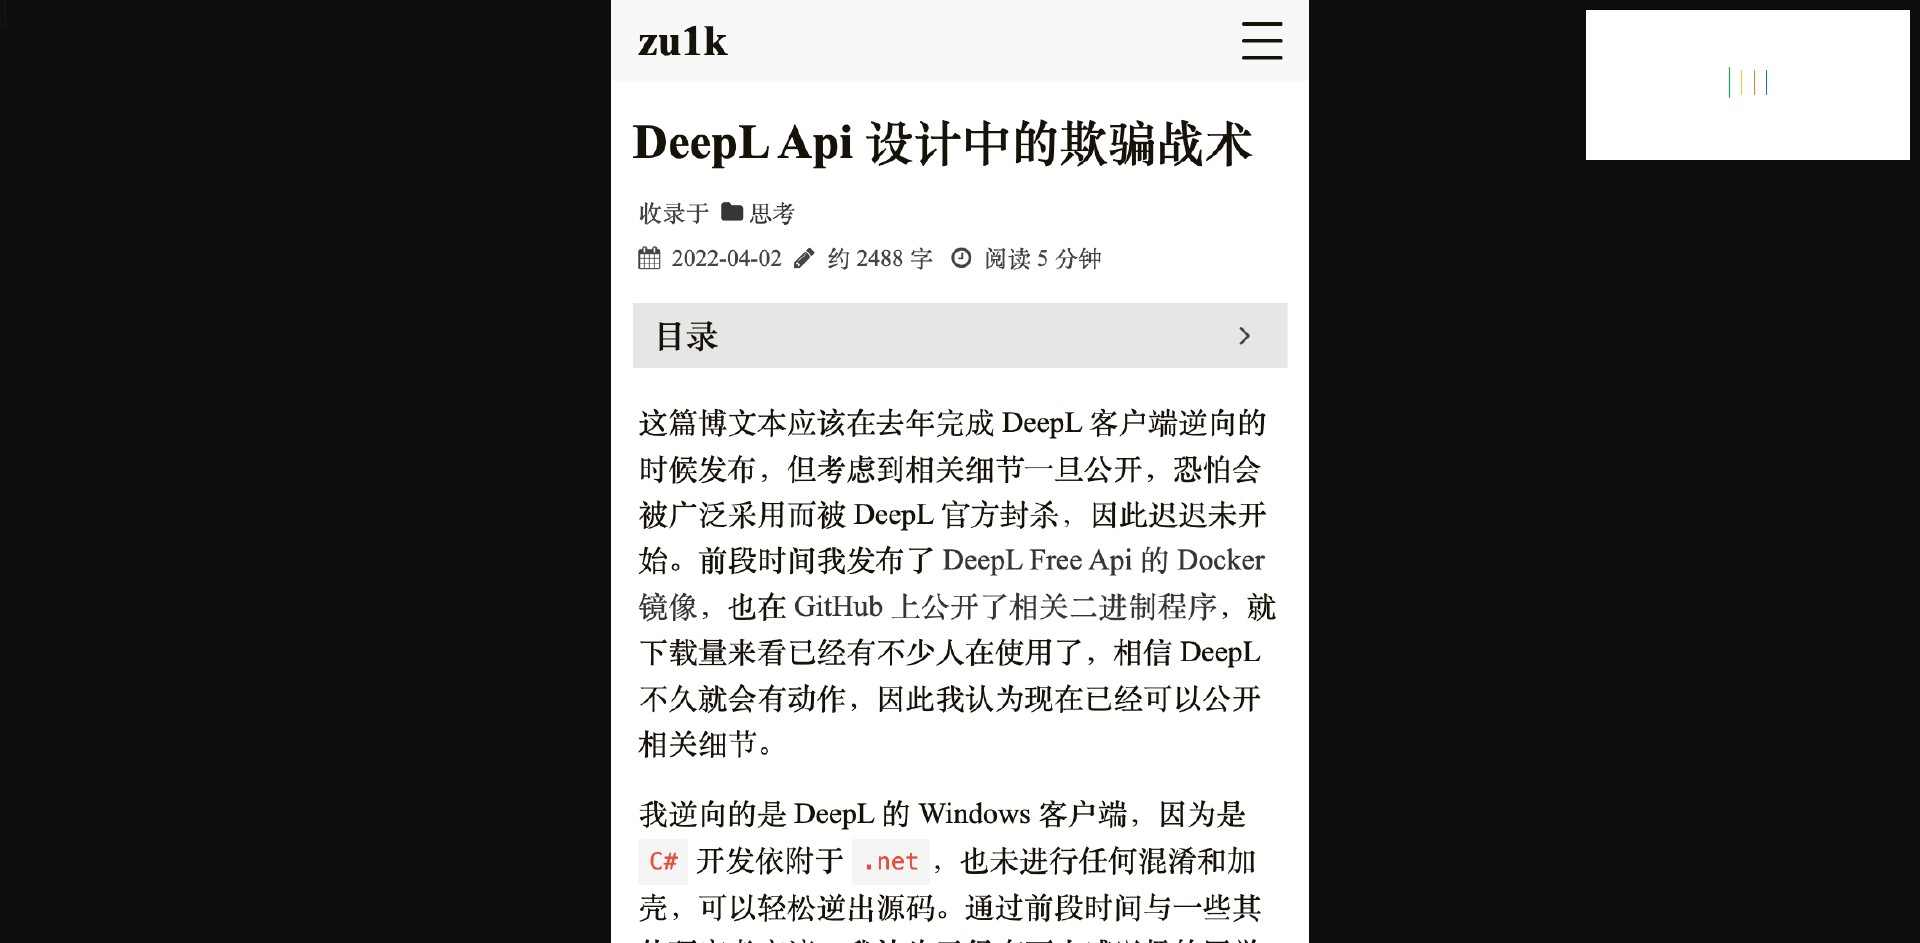 zu1k
DeepL Api 设计中的欺骗战术
收录于 思考
2022-04-02 约 2488 字 阅读 5 分钟
目录
这篇博文本应该在去年完成 DeepL 客户端逆向的
时候发布，但考虑到相关细节一旦公开，恐怕会
被广泛采用而被 DeepL 官方封杀，因此迟迟未开
始。前段时间我发布了 DeepL Free Api 的 Docker
镜像，也在 GitHub 上公开了相关二进制程序，就
下载量来看已经有不少人在使用了，相信 DeepL
不久就会有动作，因此我认为现在已经可以公开
相关细节。
我逆向的是 DeepL 的 Windows 客户端，因为是
C# 开发依附于 .net，也未进行任何混淆和加
壳，可以轻松逆出源码。通过前段时间与一些其